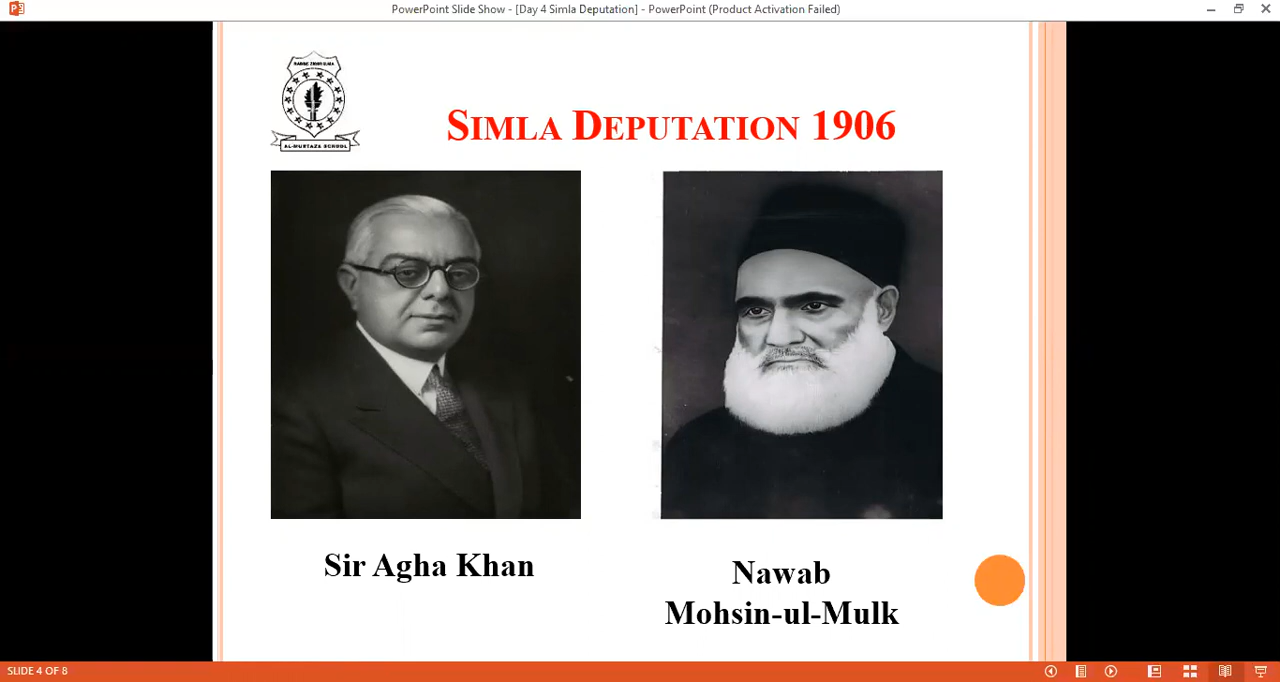 PowerPoint Slide Show - [Day 4 Simla Deputation] - PowerPoint (Product Activation Failed)
AL-MURTAZA SCHOOL
SIMLA DEPUTATION 1906
Sir Agha Khan
Nawab
Mohsin-ul-Mulk
SLIDE 4 OF 8